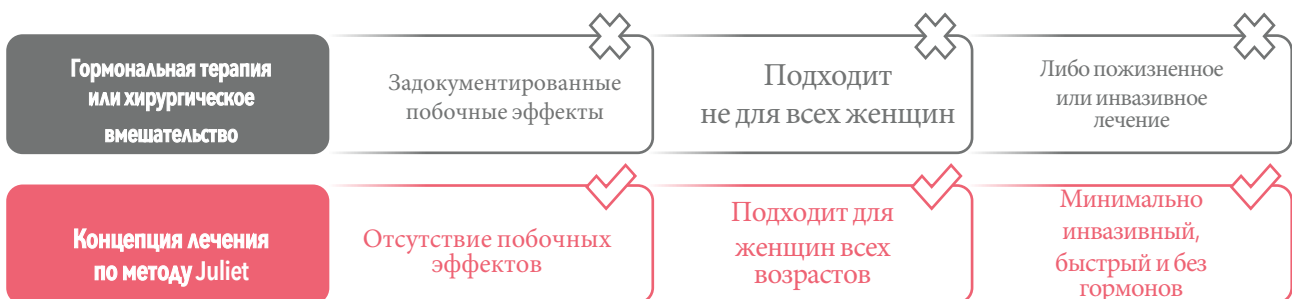 Гормональная терапия
или хирургическое
вмешательство
Задокументированные
побочные эффекты
Подходит
не для всех женщин
Либо пожизненное
или инвазивное
лечение
Концепция лечения
по методу Juliet
Отсутствие побочных
эффектов
Подходит для
женщин всех
возрастов
Минимально
инвазивный,
быстрый и без
гормонов